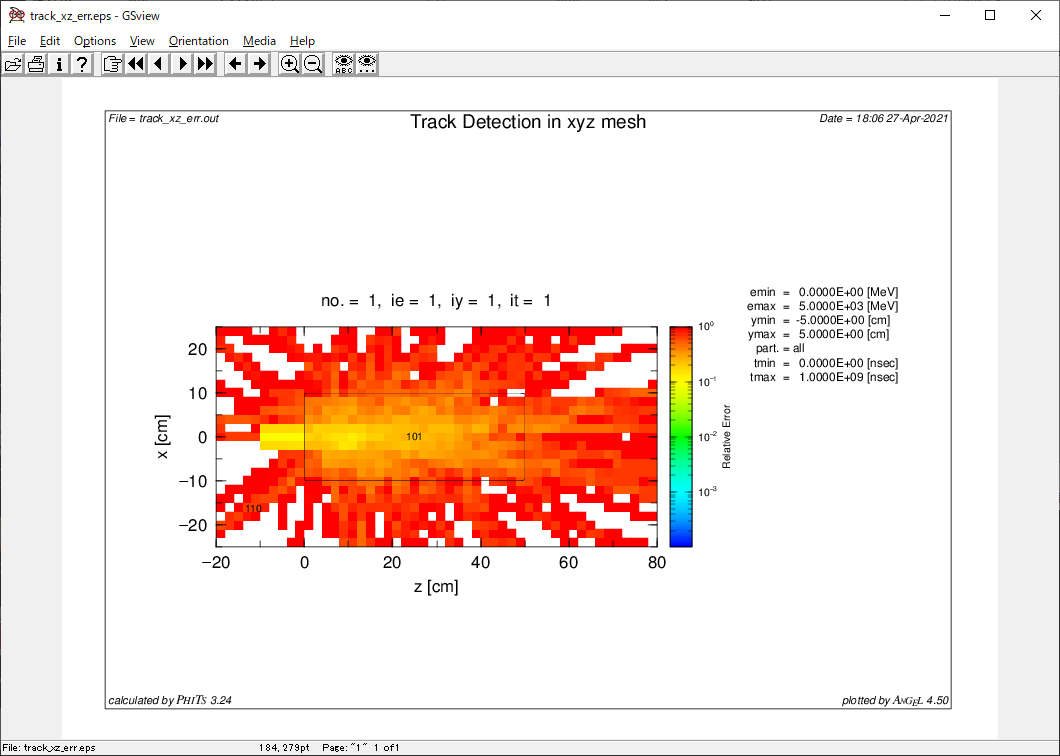 track_xz_err.eps - GSview
File Edit Options View Orientation Media Help
File = track_xz_err.out
Track Detection in xyz mesh
Date = 18:06 27-Apr-2021
no. = 1, ie = 1, iy = 1, it = 1
emin = 0.0000E+00 [MeV]
emax = 5.0000E+03 [MeV]
ymin = -5.0000E+00 [cm]
ymax = 5.0000E+00 [cm]
part. = all
tmin = 0.0000E+00 [nsec]
tmax = 1.0000E+09 [nsec]
20
10
0
−10
−20
x [cm]
101
110
−20 0 20 40 60 80
z [cm]
10⁰
10⁻¹
10⁻²
10⁻³
Relative Error
calculated by PHITS 3.24
plotted by ANGEL 4.50
File: track_xz_err.eps 184, 279pt Page: "1" 1 of 1